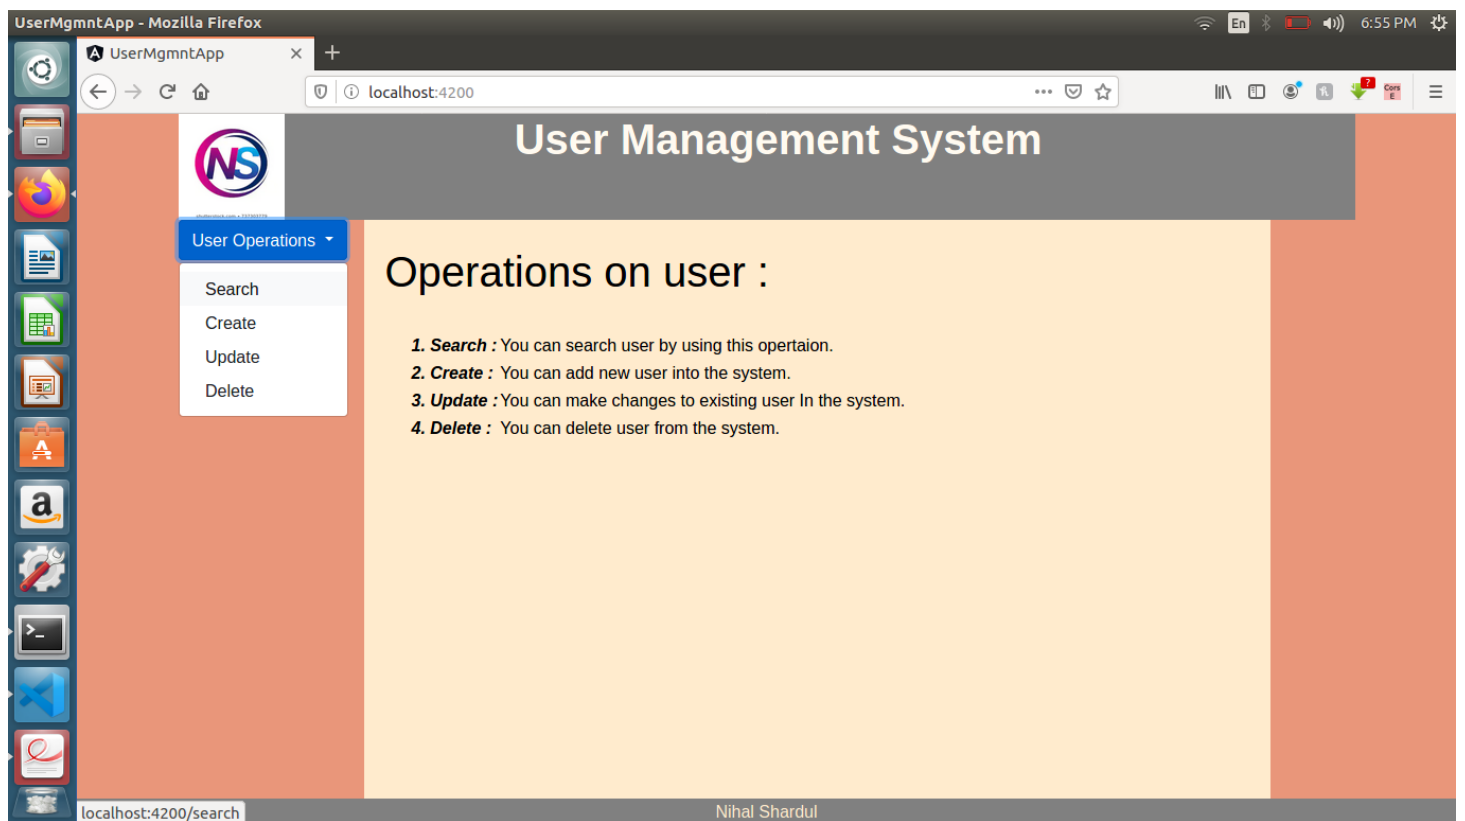 UserMgmntApp - Mozilla Firefox
En
6:55 PM
UserMgmntApp
localhost:4200
?
Cors
E
NS
User Management System
User Operations
Search
Create
Update
Delete
Operations on user :
1. Search : You can search user by using this opertaion.
2. Create : You can add new user into the system.
3. Update : You can make changes to existing user In the system.
4. Delete : You can delete user from the system.
localhost:4200/search
Nihal Shardul